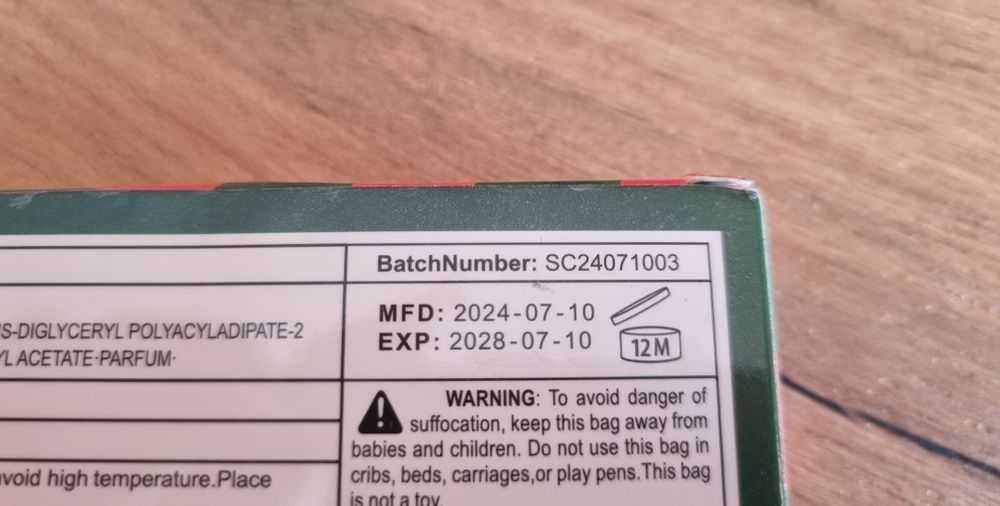 BatchNumber: SC24071003
MFD: 2024-07-10
EXP: 2028-07-10
12M
S-DIGLYCERYL POLYACYLADIPATE-2
ACETATE·PARFUM·
WARNING: To avoid danger of
suffocation, keep this bag away from
babies and children. Do not use this bag in
cribs, beds, carriages,or play pens.This bag
is not a toy.
avoid high temperature.Place